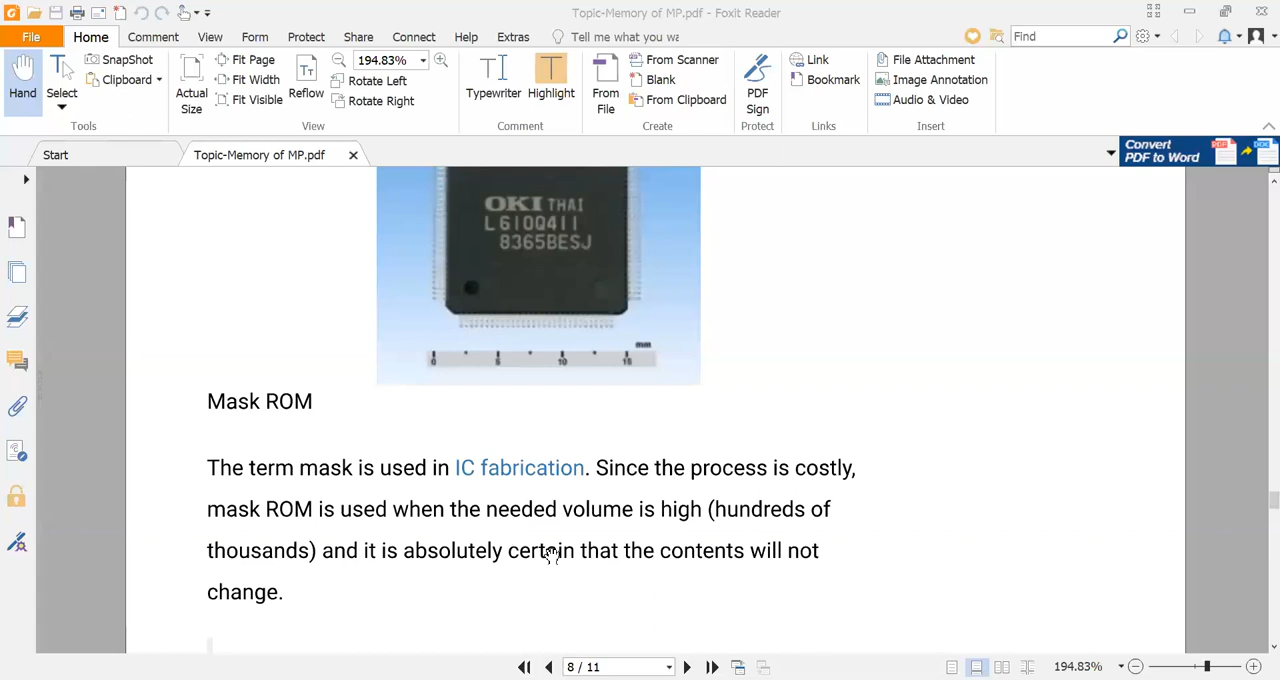 Topic-Memory of MP.pdf - Foxit Reader
File Home Comment View Form Protect Share Connect Help Extras Tell me what you wa Find
Hand
Select
SnapShot
Clipboard
Tools
Actual Size
Fit Page
Fit Width
Fit Visible
Reflow
194.83%
Rotate Left
Rotate Right
View
Typewriter
Highlight
Comment
From File
From Scanner
Blank
From Clipboard
Create
PDF Sign
Protect
Link
Bookmark
Links
File Attachment
Image Annotation
Audio & Video
Insert
Start Topic-Memory of MP.pdf
Convert
PDF to Word
OKI THAI
L610Q411
8365BESJ
mm
0 5 10 15
Mask ROM
The term mask is used in IC fabrication. Since the process is costly,
mask ROM is used when the needed volume is high (hundreds of
thousands) and it is absolutely certain that the contents will not
change.
8 / 11 194.83%